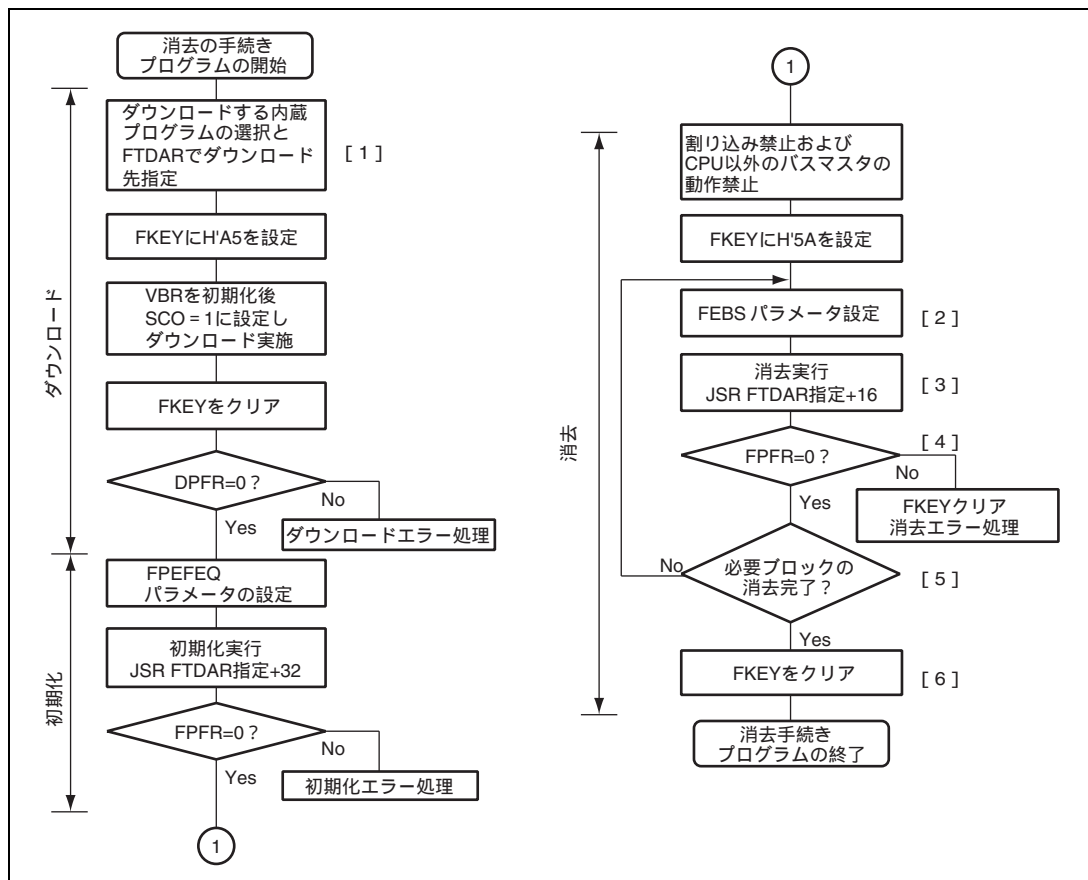 消去の手続き
プログラムの開始
ダウンロード
ダウンロードする内蔵
プログラムの選択と
FTDARでダウンロード
先指定
[ 1 ]
FKEYにH'A5を設定
VBRを初期化後
SCO = 1に設定し
ダウンロード実施
FKEYをクリア
DPFR=0？
No
Yes
ダウンロードエラー処理
初期化
FPEFEQ
パラメータの設定
初期化実行
JSR FTDAR指定+32
FPFR=0？
No
Yes
初期化エラー処理
1
1
消去
割り込み禁止および
CPU以外のバスマスタの
動作禁止
FKEYにH'5Aを設定
FEBS パラメータ設定
[ 2 ]
消去実行
JSR FTDAR指定+16
[ 3 ]
FPFR=0？
[ 4 ]
No
Yes
FKEYクリア
消去エラー処理
No
必要ブロックの
消去完了？
[ 5 ]
Yes
FKEYをクリア
[ 6 ]
消去手続き
プログラムの終了